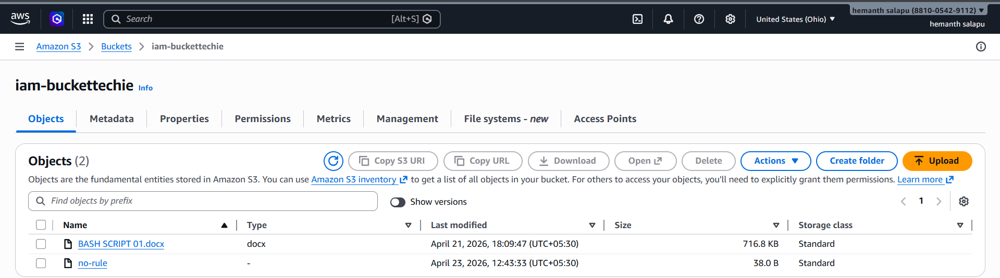 aws
Search [Alt+S]
United States (Ohio)
hemanth salapu (8810-0542-9112)
hemanth salapu
Amazon S3 Buckets iam-buckettechie
iam-buckettechie Info
Objects Metadata Properties Permissions Metrics Management File systems - new Access Points
Objects (2) Copy S3 URI Copy URL Download Open Delete Actions Create folder Upload
Objects are the fundamental entities stored in Amazon S3. You can use Amazon S3 inventory to get a list of all objects in your bucket. For others to access your objects, you'll need to explicitly grant them permissions. Learn more
Find objects by prefix Show versions 1
Name Type Last modified Size Storage class
BASH SCRIPT 01.docx docx April 21, 2026, 18:09:47 (UTC+05:30) 716.8 KB Standard
no-rule - April 23, 2026, 12:43:33 (UTC+05:30) 38.0 B Standard